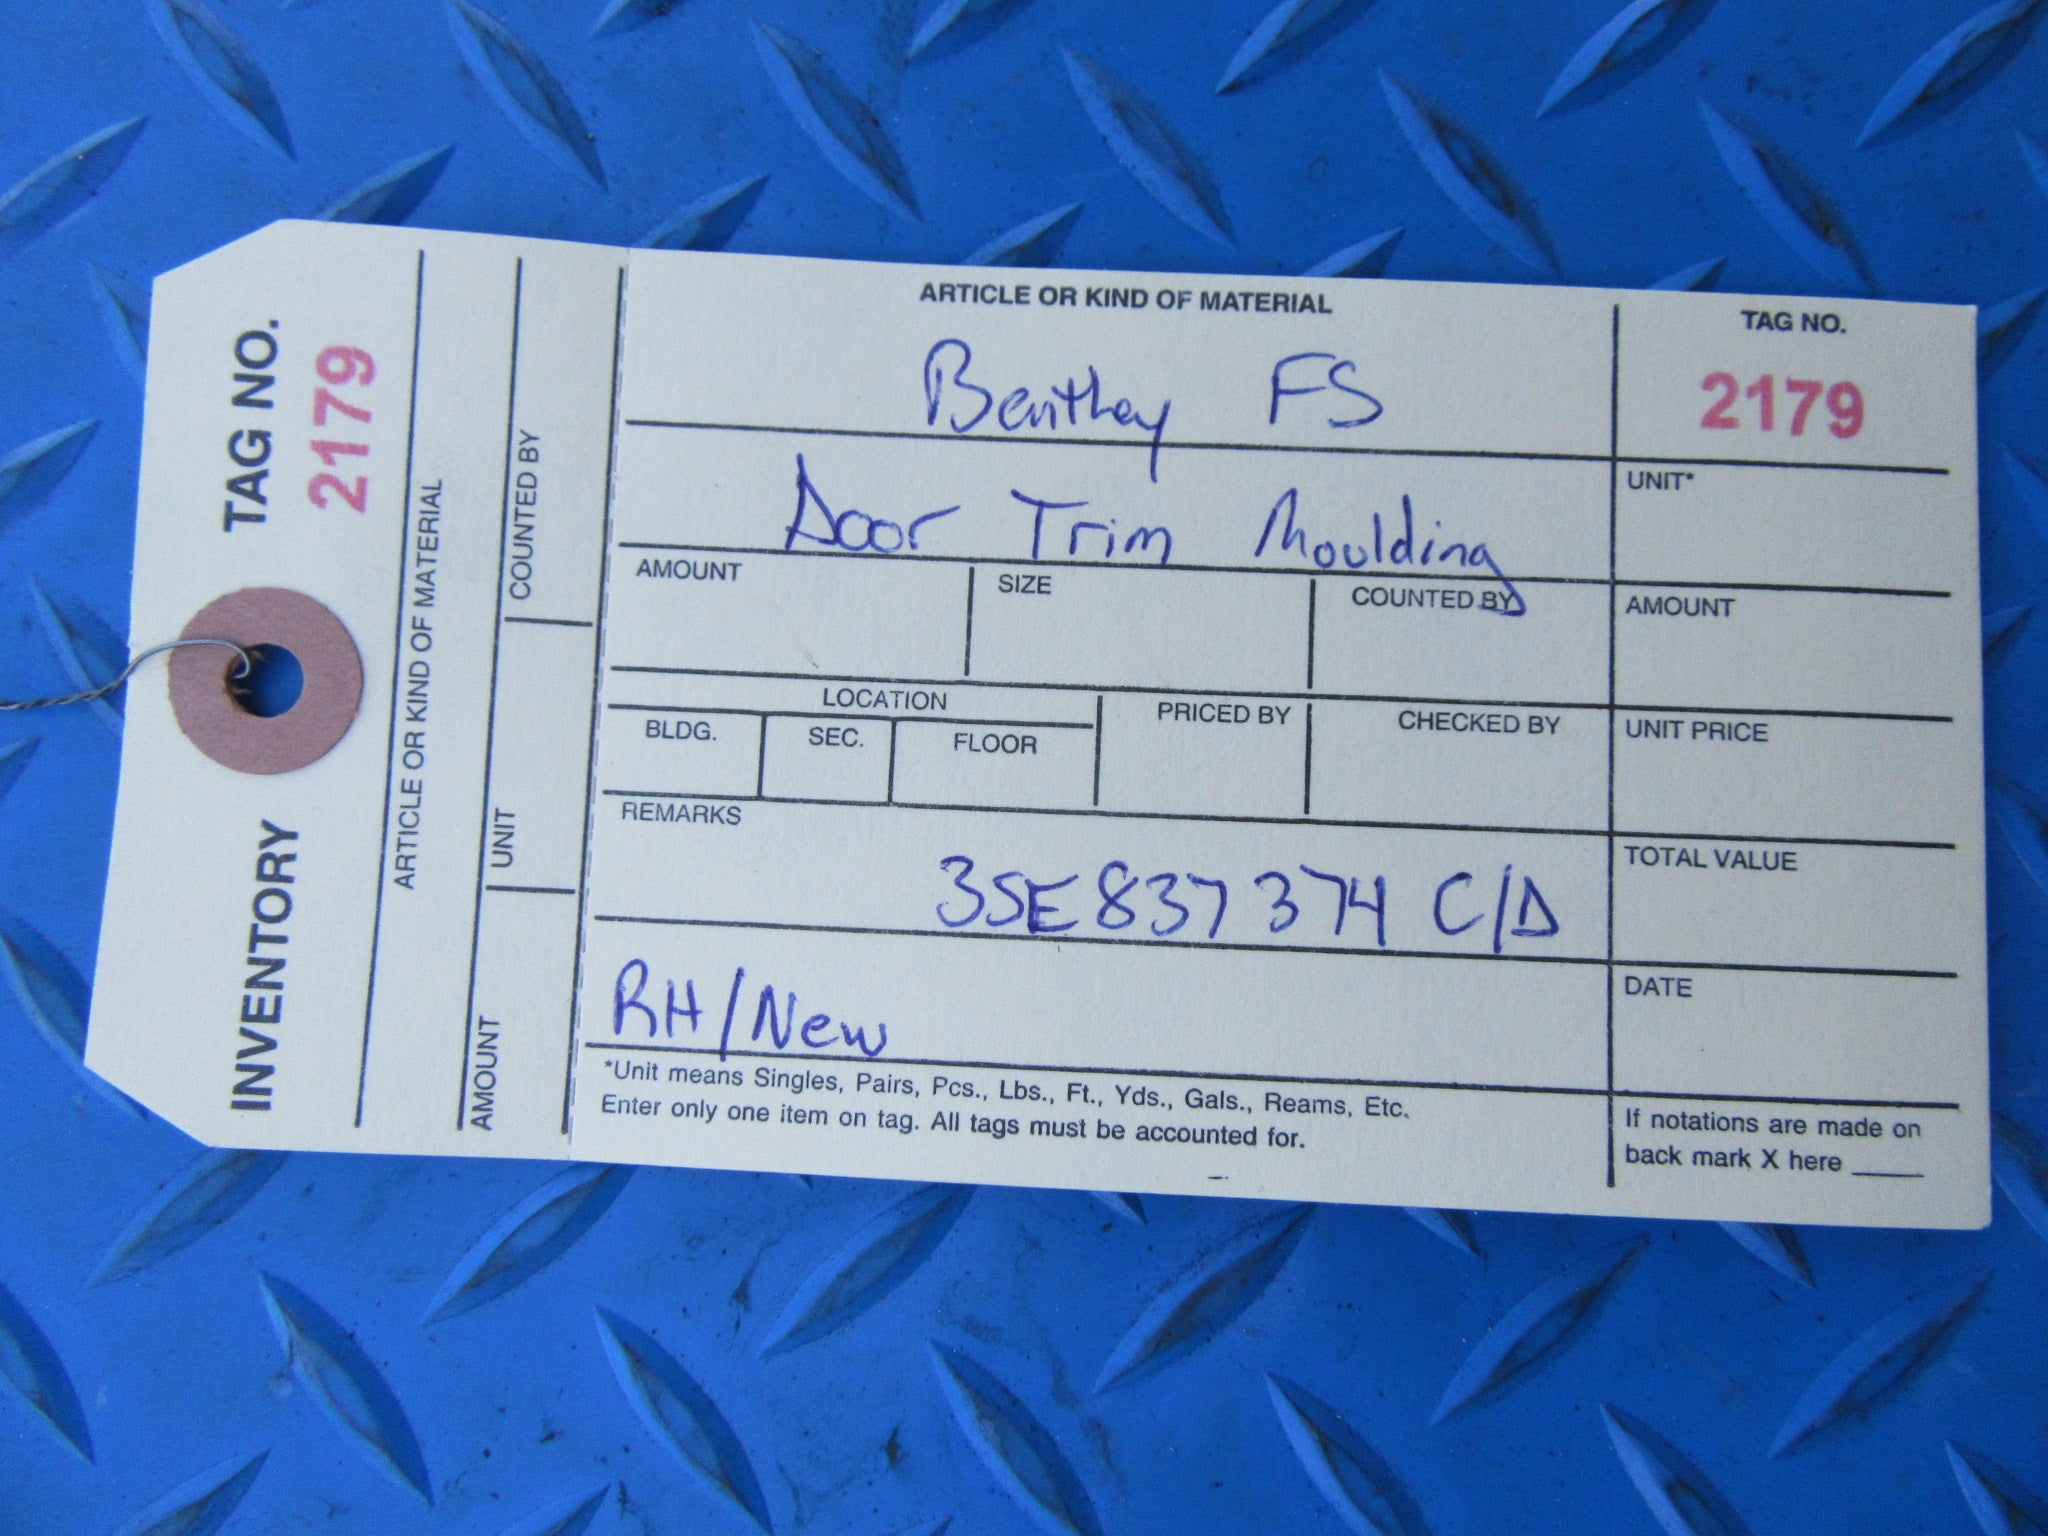 INVENTORY TAG NO.
2179
ARTICLE OR KIND OF MATERIAL
AMOUNT UNIT COUNTED BY
ARTICLE OR KIND OF MATERIAL
Bentley FS
Door Trim Moulding
TAG NO.
2179
UNIT*
AMOUNT SIZE COUNTED BY AMOUNT
LOCATION PRICED BY CHECKED BY UNIT PRICE
BLDG. SEC. FLOOR
REMARKS TOTAL VALUE
3SE837374 C/D
DATE
RH/New
*Unit means Singles, Pairs, Pcs., Lbs., Ft., Yds., Gals., Reams, Etc.
Enter only one item on tag. All tags must be accounted for.
If notations are made on
back mark X here ____